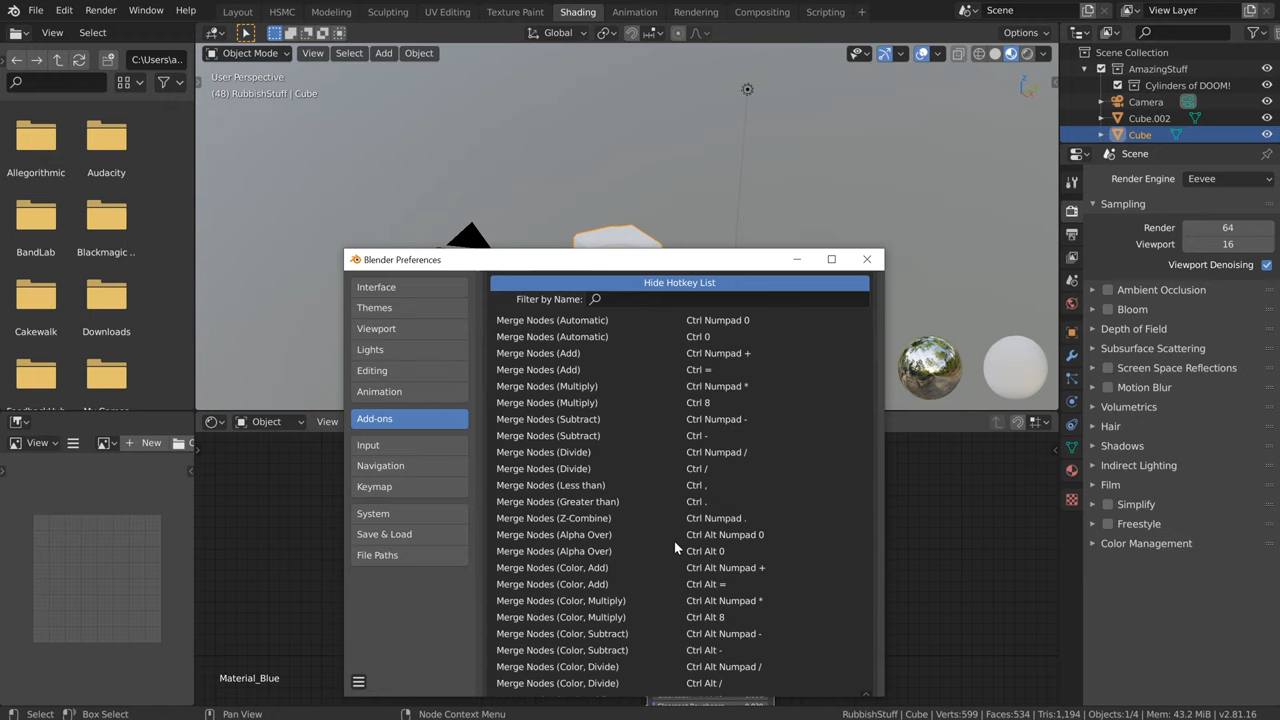 File Edit Render Window Help
Layout HSMC Modeling Sculpting UV Editing Texture Paint Shading Animation Rendering Compositing Scripting
Scene
View Layer
View Select
Object Mode View Select Add Object
Global
Options
C:\Users\a..
User Perspective
(48) RubbishStuff | Cube
Allegorithmic Audacity
BandLab Blackmagic ..
Cakewalk Downloads
Scene Collection
AmazingStuff
Cylinders of DOOM!
Camera
Cube.002
Cube
Scene
Render Engine Eevee
Sampling
Render 64
Viewport 16
Viewport Denoising
Ambient Occlusion
Bloom
Depth of Field
Subsurface Scattering
Screen Space Reflections
Motion Blur
Volumetrics
Hair
Shadows
Indirect Lighting
Film
Simplify
Freestyle
Color Management
Blender Preferences
Interface
Themes
Viewport
Lights
Editing
Animation
Add-ons
Input
Navigation
Keymap
System
Save & Load
File Paths
Hide Hotkey List
Filter by Name:
Merge Nodes (Automatic) Ctrl Numpad 0
Merge Nodes (Automatic) Ctrl 0
Merge Nodes (Add) Ctrl Numpad +
Merge Nodes (Add) Ctrl =
Merge Nodes (Multiply) Ctrl Numpad *
Merge Nodes (Multiply) Ctrl 8
Merge Nodes (Subtract) Ctrl Numpad -
Merge Nodes (Subtract) Ctrl -
Merge Nodes (Divide) Ctrl Numpad /
Merge Nodes (Divide) Ctrl /
Merge Nodes (Less than) Ctrl ,
Merge Nodes (Greater than) Ctrl .
Merge Nodes (Z-Combine) Ctrl Numpad .
Merge Nodes (Alpha Over) Ctrl Alt Numpad 0
Merge Nodes (Alpha Over) Ctrl Alt 0
Merge Nodes (Color, Add) Ctrl Alt Numpad +
Merge Nodes (Color, Add) Ctrl Alt =
Merge Nodes (Color, Multiply) Ctrl Alt Numpad *
Merge Nodes (Color, Multiply) Ctrl Alt 8
Merge Nodes (Color, Subtract) Ctrl Alt Numpad -
Merge Nodes (Color, Subtract) Ctrl Alt -
Merge Nodes (Color, Divide) Ctrl Alt Numpad /
Merge Nodes (Color, Divide) Ctrl Alt /
Object View
View New
Material_Blue
Select Box Select Pan View Node Context Menu
RubbishStuff | Cube | Verts:599 | Faces:534 | Tris:1,194 | Objects:1/4 | Mem: 43.2 MiB | v2.81.16